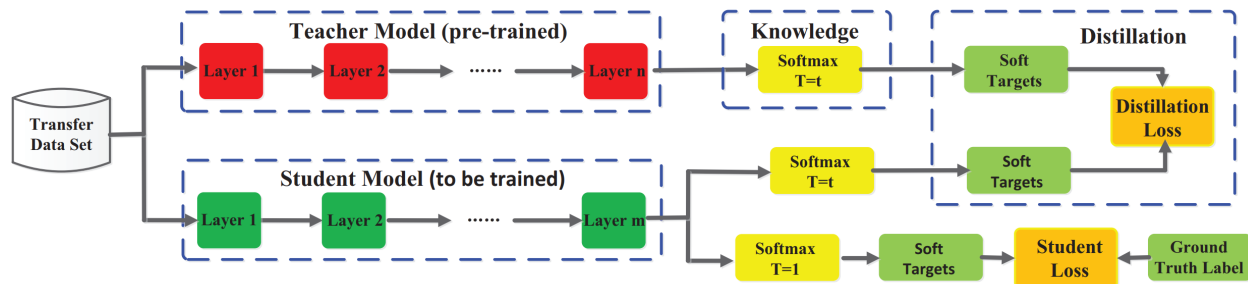 Teacher Model (pre-trained)
Layer 1
Layer 2
......
Layer n
Knowledge
Softmax
T=t
Distillation
Soft
Targets
Distillation
Loss
Transfer
Data Set
Student Model (to be trained)
Layer 1
Layer 2
......
Layer m
Softmax
T=t
Soft
Targets
Softmax
T=1
Soft
Targets
Student
Loss
Ground
Truth Label